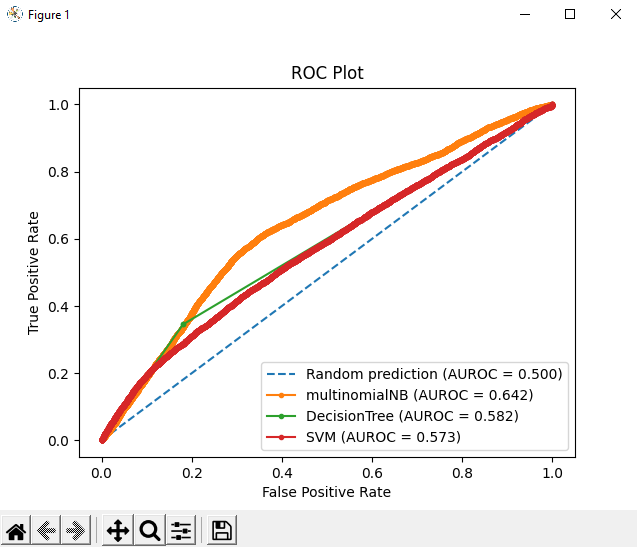 Figure 1
ROC Plot
1.0
0.8
0.6
0.4
0.2
0.0
True Positive Rate
Random prediction (AUROC = 0.500)
multinomialNB (AUROC = 0.642)
DecisionTree (AUROC = 0.582)
SVM (AUROC = 0.573)
0.0 0.2 0.4 0.6 0.8 1.0
False Positive Rate